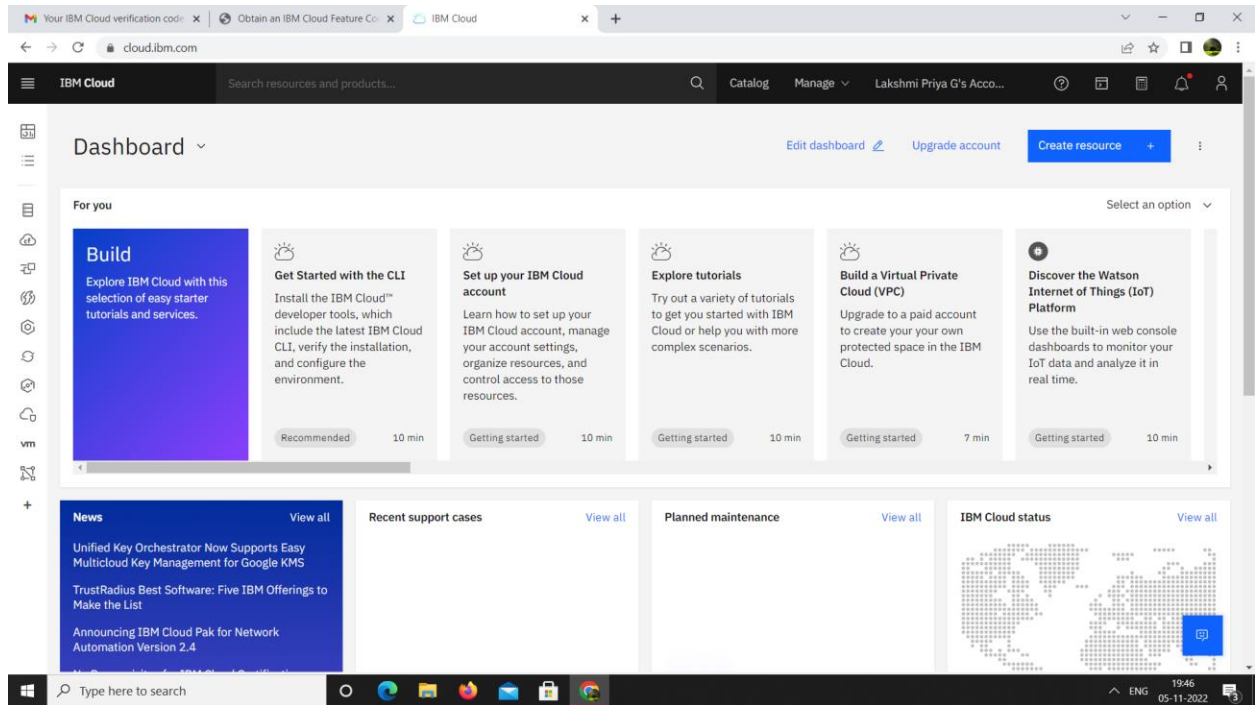 Your IBM Cloud verification code
Obtain an IBM Cloud Feature Co
IBM Cloud
cloud.ibm.com
IBM Cloud
Search resources and products...
Catalog
Manage
Lakshmi Priya G's Acco...
Dashboard
Edit dashboard
Upgrade account
Create resource +
For you
Select an option
Build
Explore IBM Cloud with this
selection of easy starter
tutorials and services.
Get Started with the CLI
Install the IBM Cloud™
developer tools, which
include the latest IBM Cloud
CLI, verify the installation,
and configure the
environment.
Recommended 10 min
Set up your IBM Cloud
account
Learn how to set up your
IBM Cloud account, manage
your account settings,
organize resources, and
control access to those
resources.
Getting started 10 min
Explore tutorials
Try out a variety of tutorials
to get you started with IBM
Cloud or help you with more
complex scenarios.
Getting started 10 min
Build a Virtual Private
Cloud (VPC)
Upgrade to a paid account
to create your your own
protected space in the IBM
Cloud.
Getting started 7 min
Discover the Watson
Internet of Things (IoT)
Platform
Use the built-in web console
dashboards to monitor your
IoT data and analyze it in
real time.
Getting started 10 min
vm
News View all
Unified Key Orchestrator Now Supports Easy
Multicloud Key Management for Google KMS
TrustRadius Best Software: Five IBM Offerings to
Make the List
Announcing IBM Cloud Pak for Network
Automation Version 2.4
Recent support cases View all
Planned maintenance View all
IBM Cloud status View all
Type here to search
ENG
19:46
05-11-2022
3